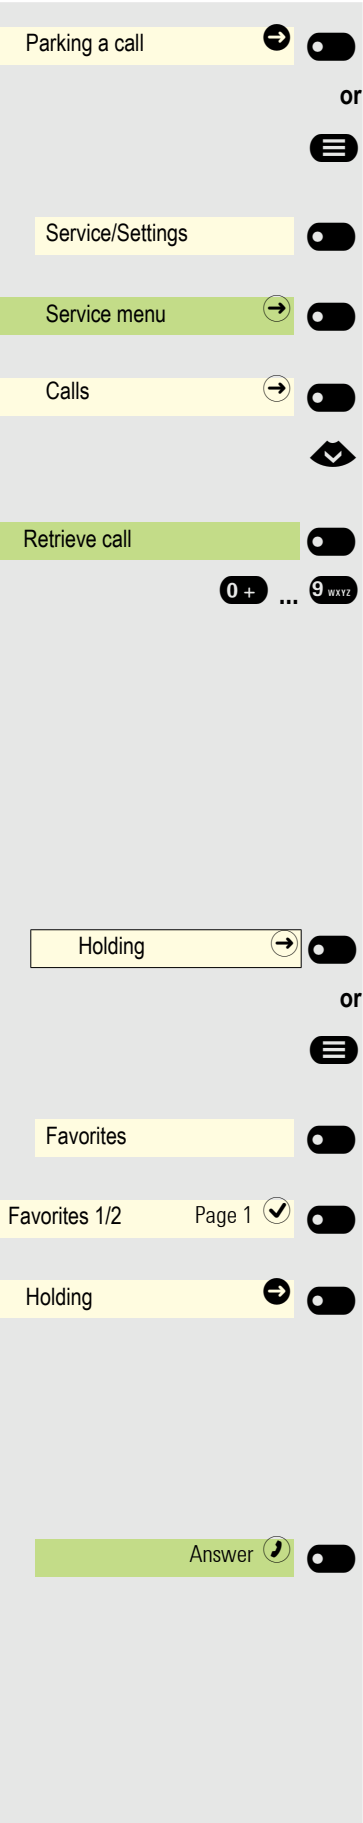 Parking a call
or
Service/Settings
Service menu
Calls
Retrieve call
0 + ... 9 WXYZ
Holding
or
Favorites
Favorites 1/2 Page 1
Holding
Answer